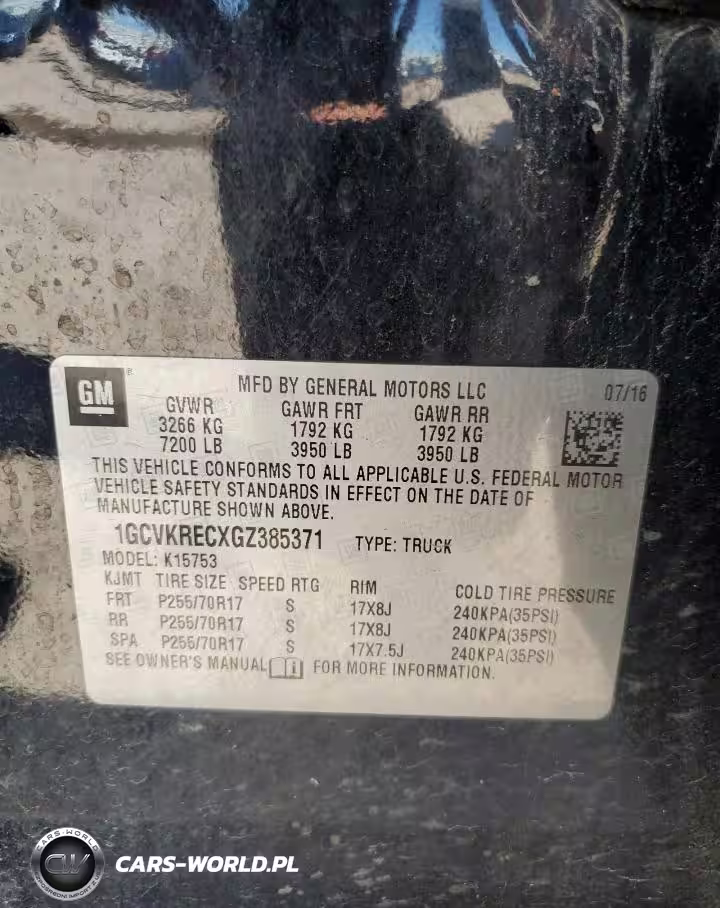 GM
MFD BY GENERAL MOTORS LLC 07/16
GVWR GAWR FRT GAWR RR
3266 KG 1792 KG 1792 KG
7200 LB 3950 LB 3950 LB
THIS VEHICLE CONFORMS TO ALL APPLICABLE U.S. FEDERAL MOTOR
VEHICLE SAFETY STANDARDS IN EFFECT ON THE DATE OF
MANUFACTURE SHOWN ABOVE.
1GCVKRECXGZ385371 TYPE: TRUCK
MODEL: K15753
KJMT TIRE SIZE SPEED RTG RIM COLD TIRE PRESSURE
FRT P255/70R17 S 17X8J 240KPA(35PSI)
RR P255/70R17 S 17X8J 240KPA(35PSI)
SPA P255/70R17 S 17X7.5J 240KPA(35PSI)
SEE OWNER'S MANUAL FOR MORE INFORMATION.
CARS-WORLD
CW
CARS-WORLD.PL